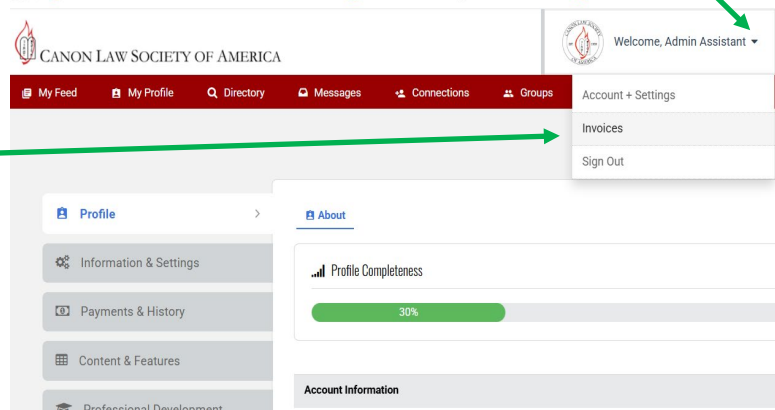 CANON LAW SOCIETY OF AMERICA
Welcome, Admin Assistant
My Feed My Profile Directory Messages Connections Groups
Account + Settings
Invoices
Sign Out
Profile
Information & Settings
Payments & History
Content & Features
Professional Development
About
Profile Completeness
30%
Account Information